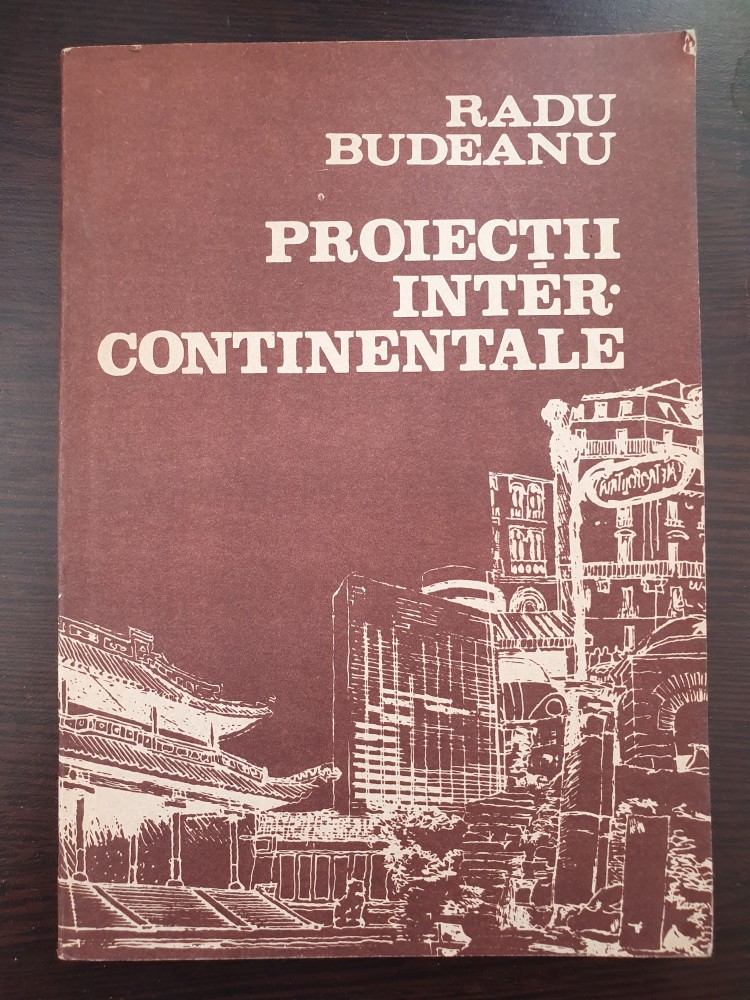 RADU
BUDEANU
PROIECȚII
INTER·
CONTINENTALE